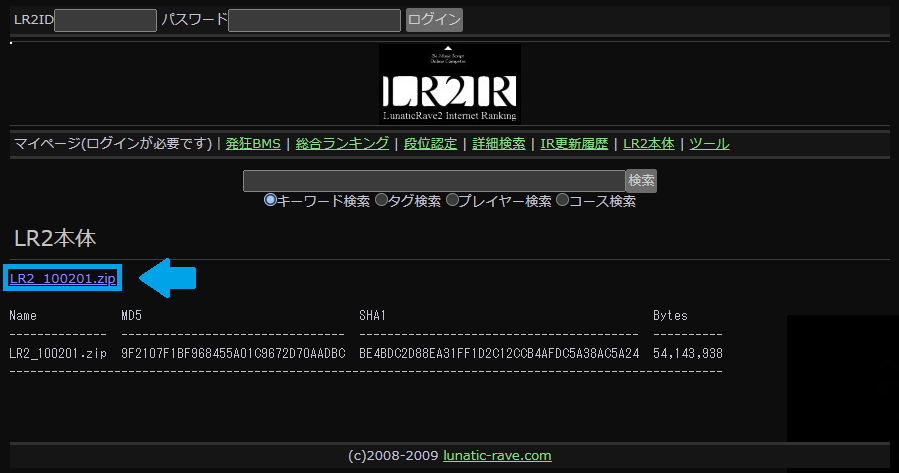 LR2ID パスワード ログイン
Be-Music Script
Online Competes
LR2IR
LunaticRave2 Internet Ranking
マイページ(ログインが必要です) | 発狂BMS | 総合ランキング | 段位認定 | 詳細検索 | IR更新履歴 | LR2本体 | ツール
検索
キーワード検索 タグ検索 プレイヤー検索 コース検索
LR2本体
LR2_100201.zip
Name MD5 SHA1 Bytes
LR2_100201.zip 9F2107F1BF968455A01C9672D70AADBC BE4BDC2D88EA31FF1D2C12CCB4AFDC5A38AC5A24 54,143,938
(c)2008-2009 lunatic-rave.com